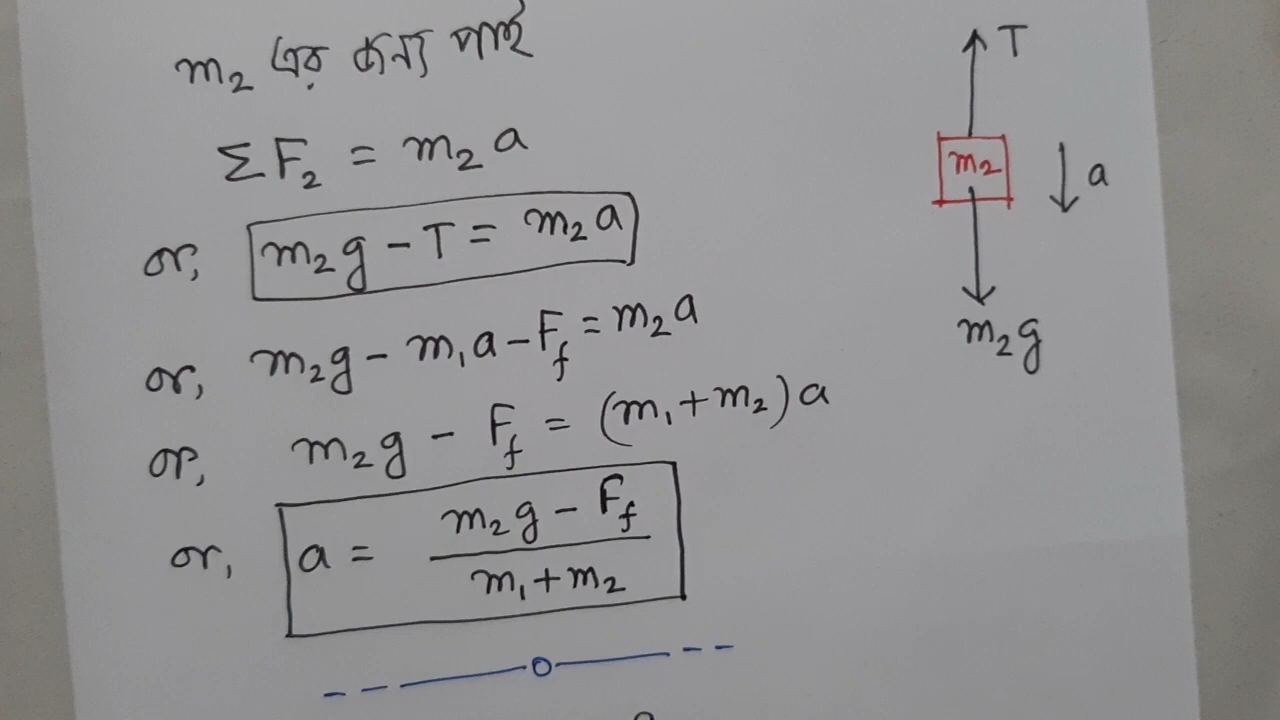 m₂ এর জন্য পাই
ΣF₂ = m₂a
or, m₂g - T = m₂a
or, m₂g - m₁a - F_f = m₂a
or, m₂g - F_f = (m₁+m₂)a
or, a = (m₂g - F_f)/(m₁+m₂)
T
m₂
a
m₂g